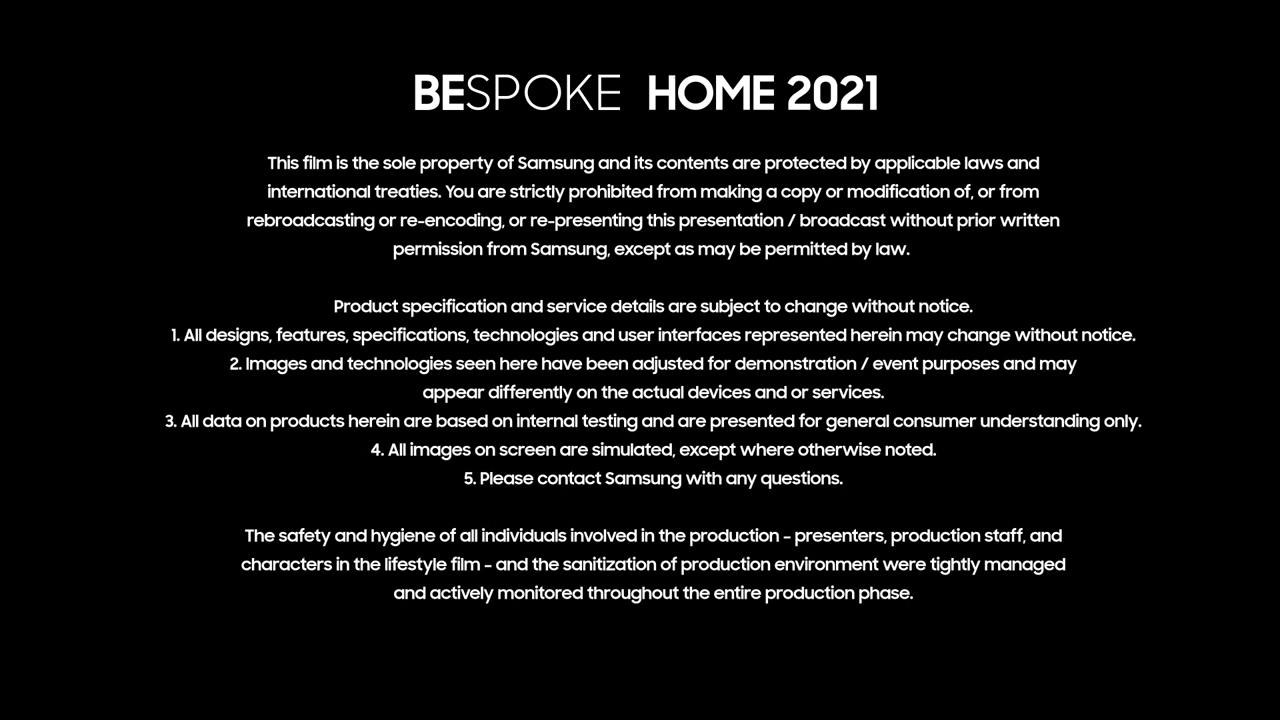 BESPOKE HOME 2021
This film is the sole property of Samsung and its contents are protected by applicable laws and
international treaties. You are strictly prohibited from making a copy or modification of, or from
rebroadcasting or re-encoding, or re-presenting this presentation / broadcast without prior written
permission from Samsung, except as may be permitted by law.
Product specification and service details are subject to change without notice.
1. All designs, features, specifications, technologies and user interfaces represented herein may change without notice.
2. Images and technologies seen here have been adjusted for demonstration / event purposes and may
appear differently on the actual devices and or services.
3. All data on products herein are based on internal testing and are presented for general consumer understanding only.
4. All images on screen are simulated, except where otherwise noted.
5. Please contact Samsung with any questions.
The safety and hygiene of all individuals involved in the production – presenters, production staff, and
characters in the lifestyle film – and the sanitization of production environment were tightly managed
and actively monitored throughout the entire production phase.